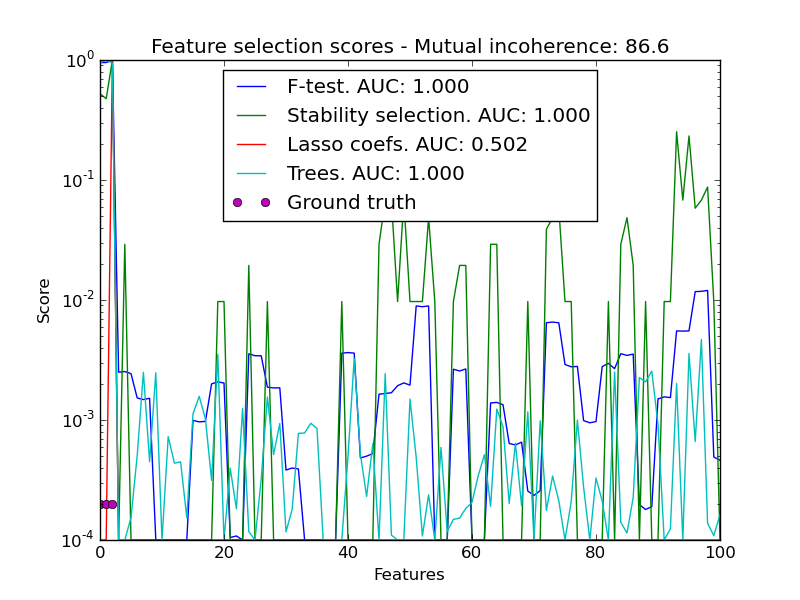 Feature selection scores - Mutual incoherence: 86.6
10^0
F-test. AUC: 1.000
Stability selection. AUC: 1.000
Lasso coefs. AUC: 0.502
Trees. AUC: 1.000
Ground truth
10^-1
10^-2
10^-3
10^-4
Score
0 20 40 60 80 100
Features